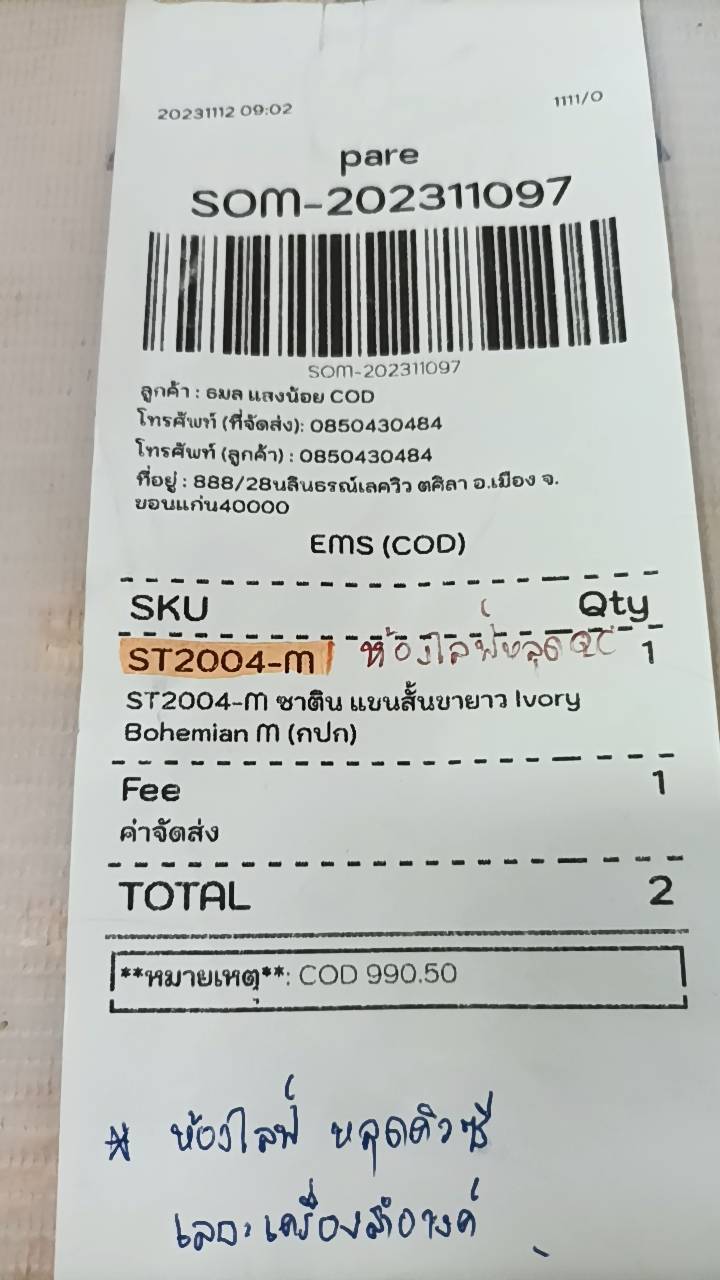 20231112 09:02
1111/0
pare
SOM-202311097
SOM-202311097
ลูกค้า : ธมล แสงน้อย COD
โทรศัพท์ (ที่จัดส่ง): 0850430484
โทรศัพท์ (ลูกค้า) : 0850430484
ที่อยู่ : 888/28นลินธรณ์เลควิว ตศิลา อ.เมือง จ.
ขอนแก่น40000
EMS (COD)
SKU Qty
ST2004-M ห้องไลฟ์หลุด QC 1
ST2004-M ซาติน แขนสั้นขายาว Ivory
Bohemian M (กปก)
Fee 1
ค่าจัดส่ง
TOTAL 2
**หมายเหตุ**: COD 990.50
* ห้องไลฟ์ หลุดคิวซี
เลอะเครื่องสำอางค์